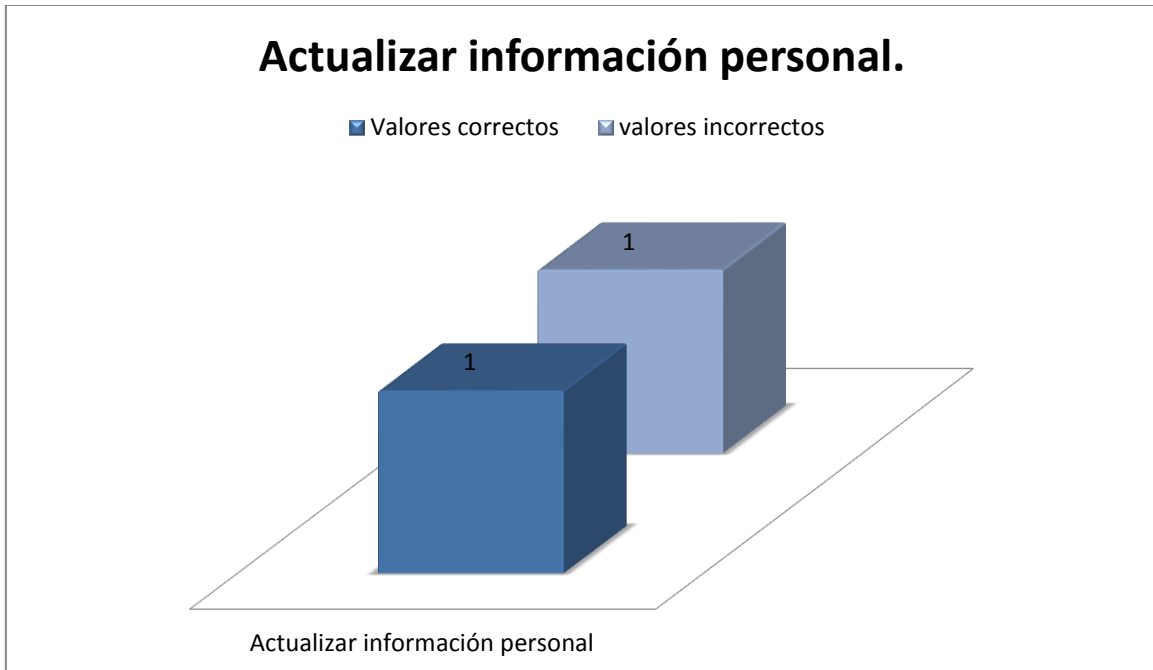 Actualizar información personal.
Valores correctos valores incorrectos
1
1
Actualizar información personal